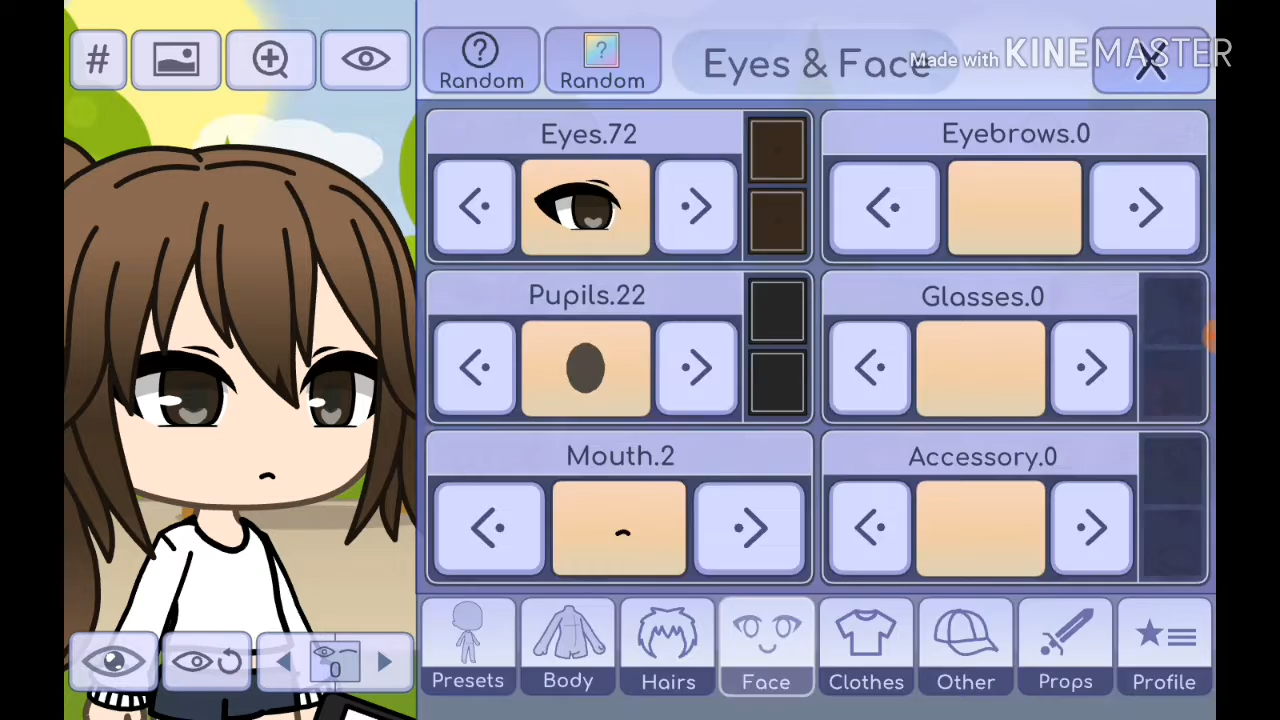 #
? Random
? Random
Eyes & Face
Made with KINEMASTER
X
Eyes.72
Eyebrows.0
Pupils.22
Glasses.0
Mouth.2
Accessory.0
0
Presets
Body
Hairs
Face
Clothes
Other
Props
Profile